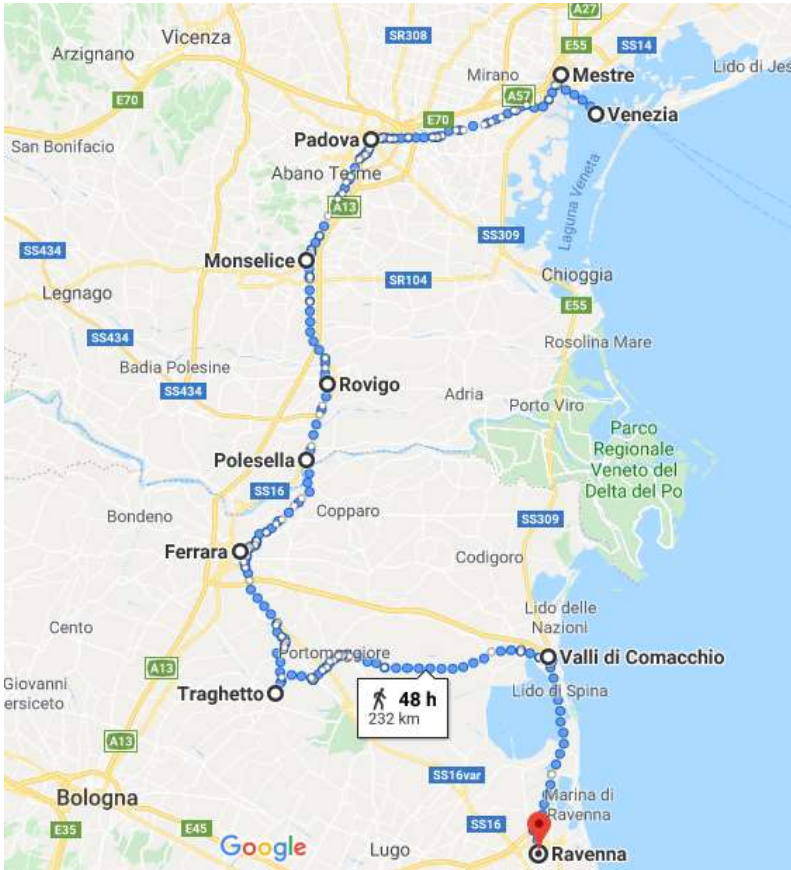 A27
Vicenza
SR308
E55
SS14
Arzignano
Mirano
Mestre
Lido di Jes
E70
A57
Venezia
E70
Padova
San Bonifacio
Abano Terme
A13
Laguna Veneta
SS434
Monselice
SS309
SR104
Chioggia
Legnago
E55
SS434
Rosolina Mare
Badia Polesine
Rovigo
SS434
Adria
Porto Viro
Parco
Regionale
Veneto del
Delta del Po
Polesella
SS16
Bondeno
Copparo
SS309
Ferrara
Codigoro
Lido delle
Nazioni
Cento
Portomaggiore
Valli di Comacchio
A13
Giovanni
ersiceto
Traghetto
Lido di Spina
48 h
232 km
A13
SS16var
Bologna
Marina di
Ravenna
SS16
E35
E45
Google
Lugo
Ravenna